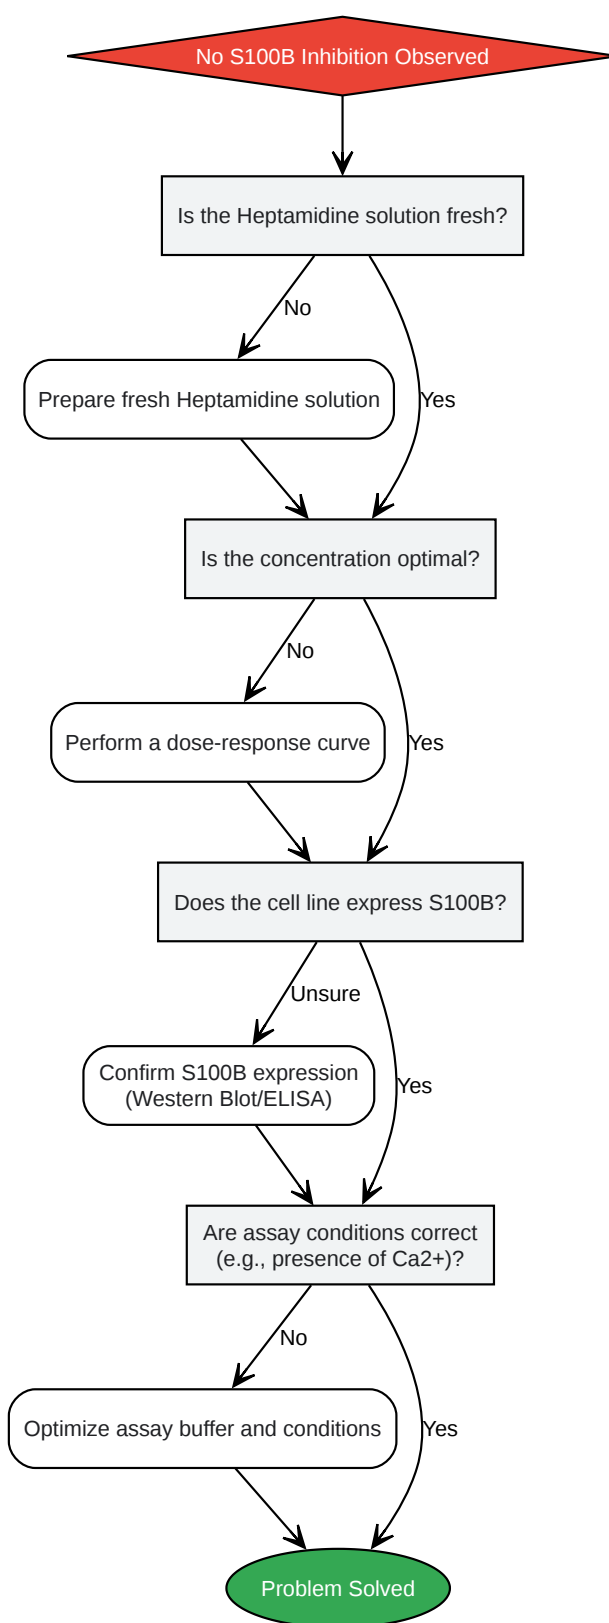 No S100B Inhibition Observed
Is the Heptamidine solution fresh?
No
Prepare fresh Heptamidine solution
Yes
Is the concentration optimal?
No
Perform a dose-response curve
Yes
Does the cell line express S100B?
Unsure
Confirm S100B expression
(Western Blot/ELISA)
Yes
Are assay conditions correct
(e.g., presence of Ca2+)?
No
Optimize assay buffer and conditions
Yes
Problem Solved